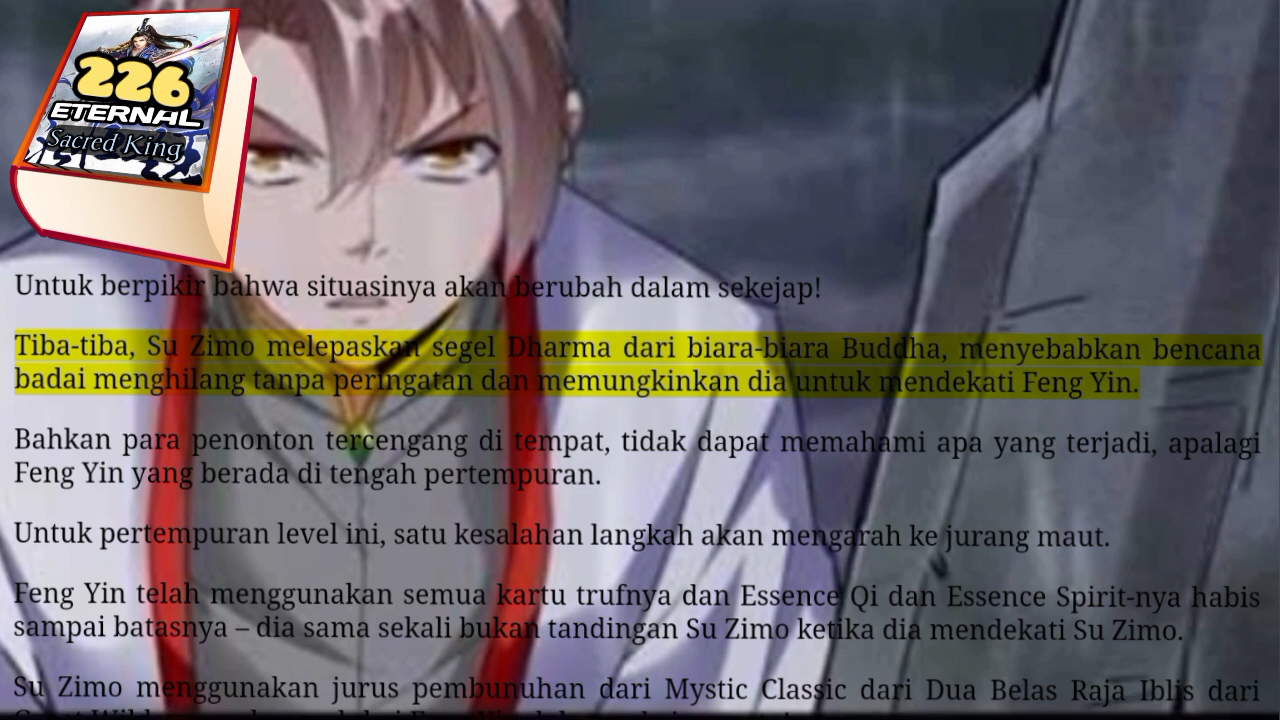 226
ETERNAL
Sacred King
Untuk berpikir bahwa situasinya akan berubah dalam sekejap!
Tiba-tiba, Su Zimo melepaskan segel Dharma dari biara-biara Buddha, menyebabkan bencana
badai menghilang tanpa peringatan dan memungkinkan dia untuk mendekati Feng Yin.
Bahkan para penonton tercengang di tempat, tidak dapat memahami apa yang terjadi, apalagi
Feng Yin yang berada di tengah pertempuran.
Untuk pertempuran level ini, satu kesalahan langkah akan mengarah ke jurang maut.
Feng Yin telah menggunakan semua kartu trufnya dan Essence Qi dan Essence Spirit-nya habis
sampai batasnya – dia sama sekali bukan tandingan Su Zimo ketika dia mendekati Su Zimo.
Su Zimo menggunakan jurus pembunuhan dari Mystic Classic dari Dua Belas Raja Iblis dari